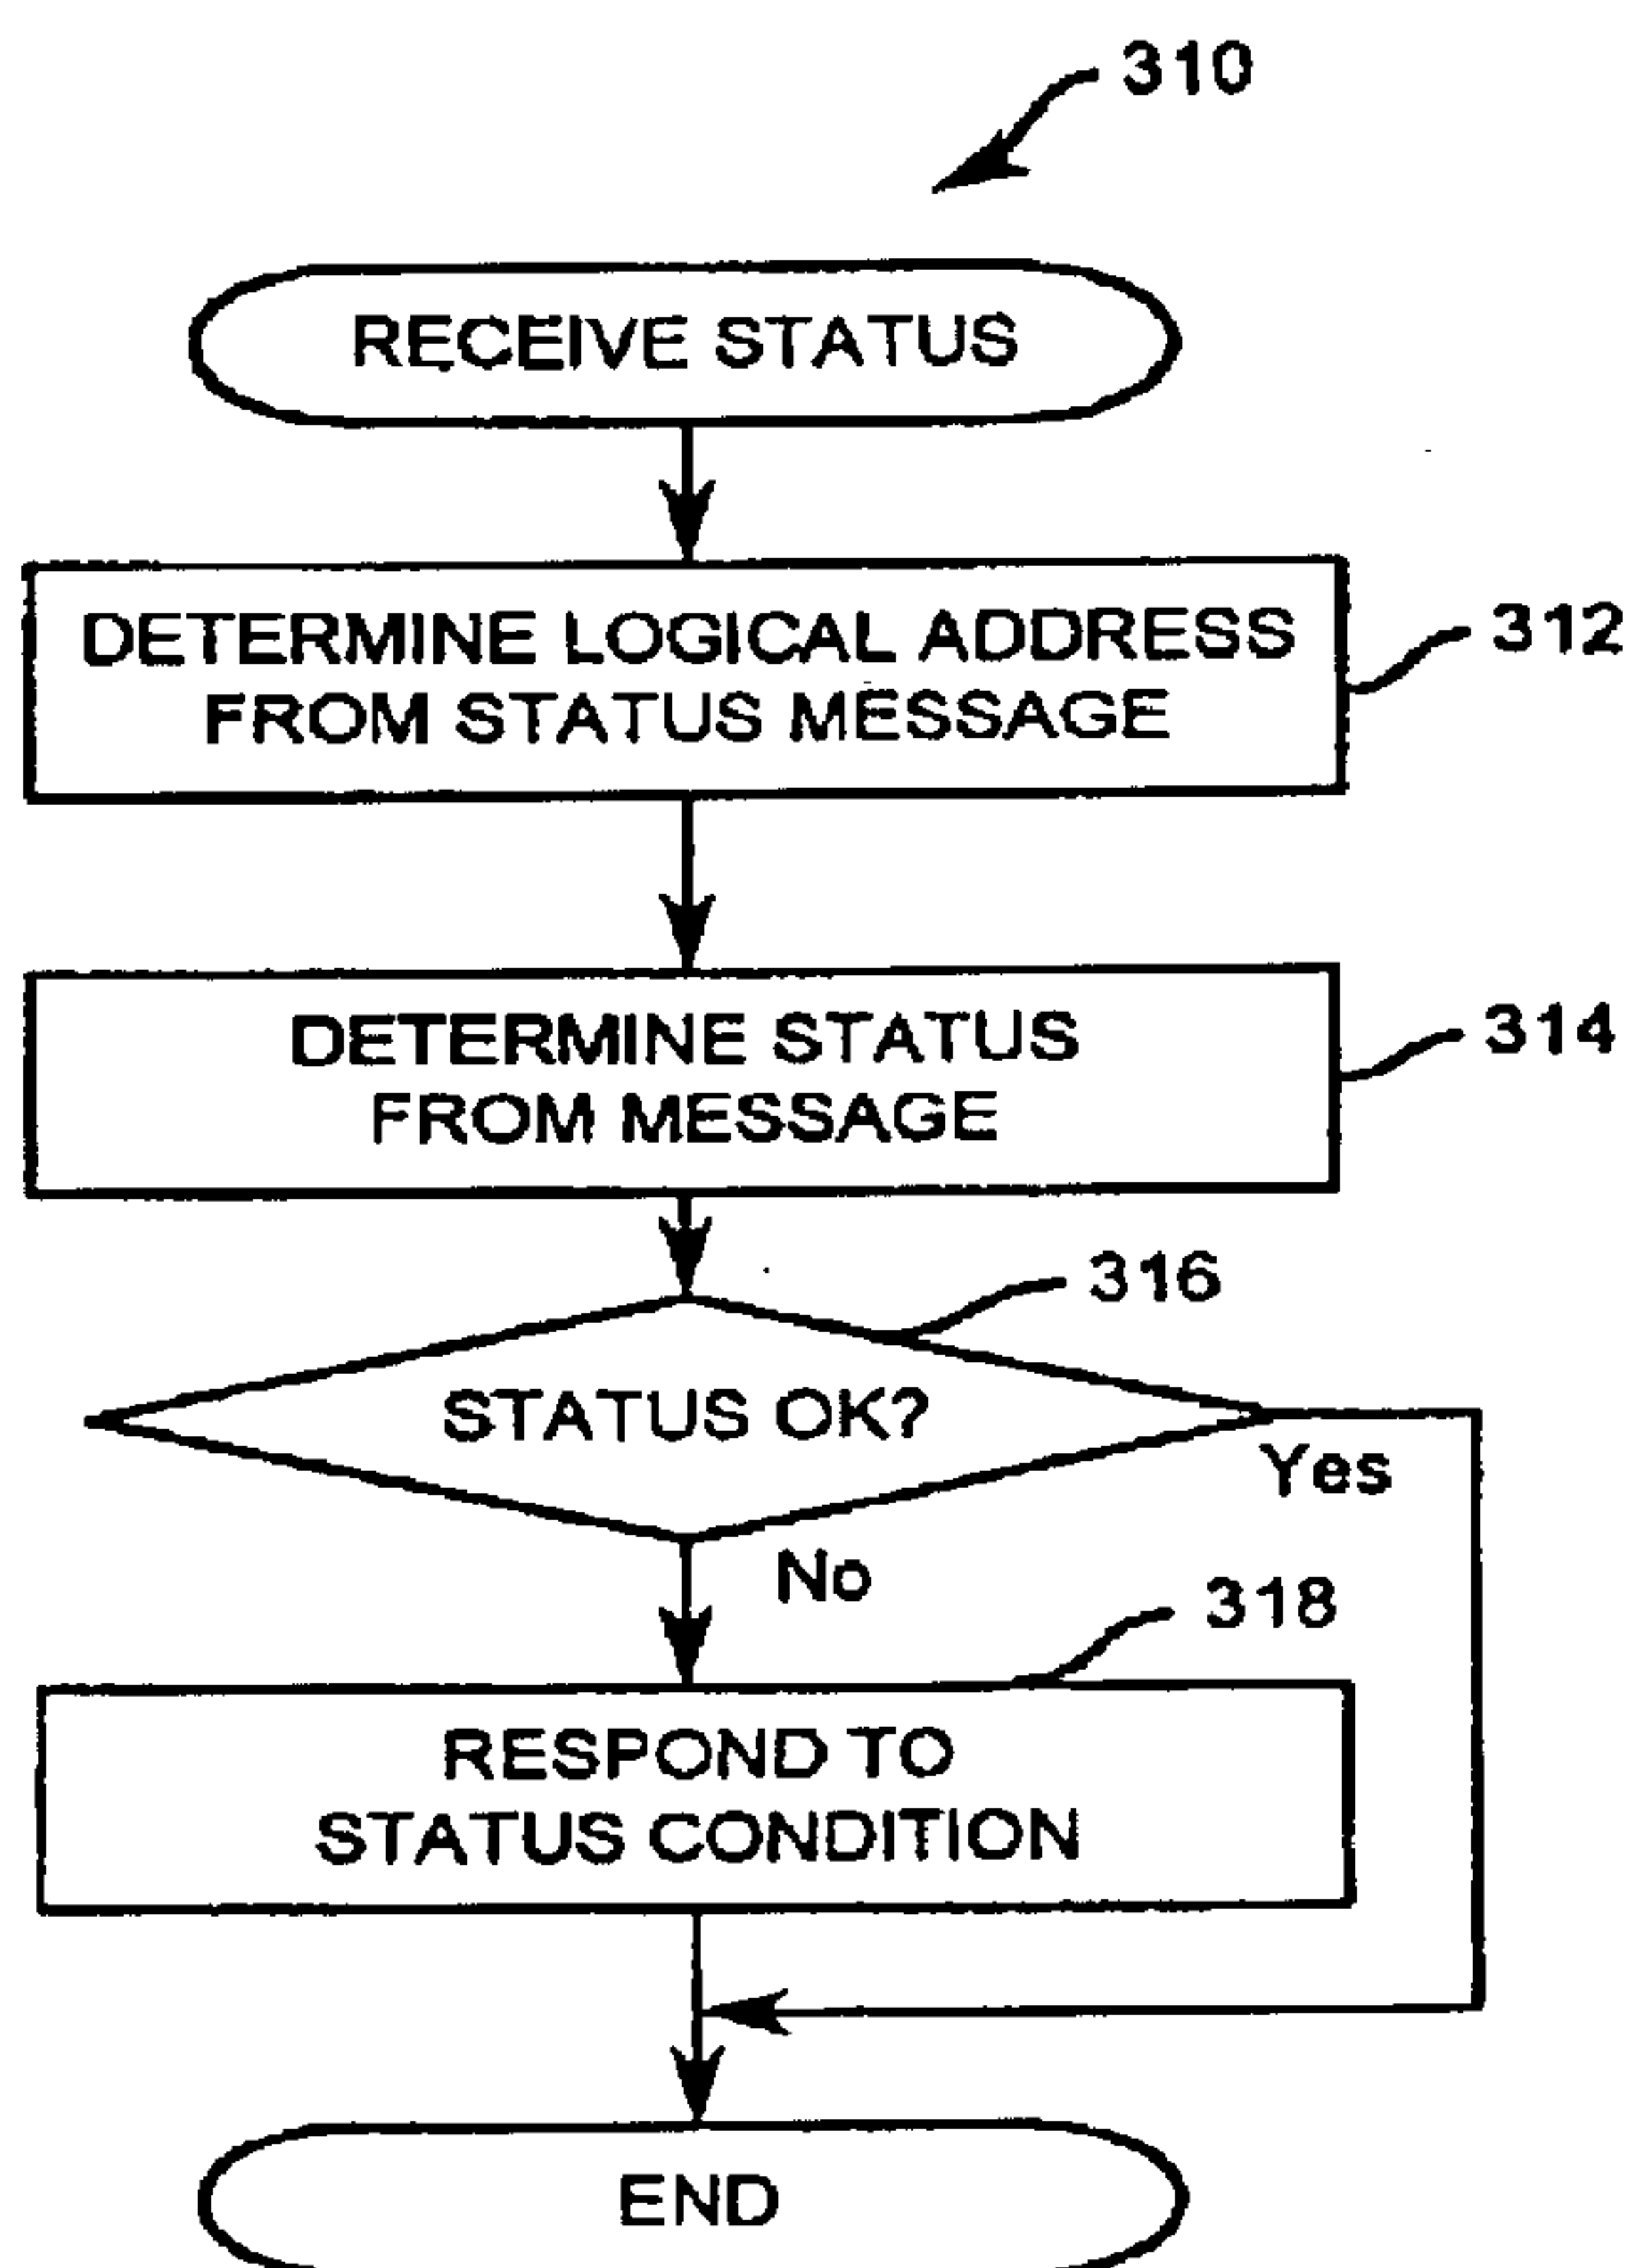 310
RECEIVE STATUS
DETERMINE LOGICAL ADDRESS
FROM STATUS MESSAGE
312
DETERMINE STATUS
FROM MESSAGE
314
316
STATUS OK?
Yes
No
318
RESPOND TO
STATUS CONDITION
END